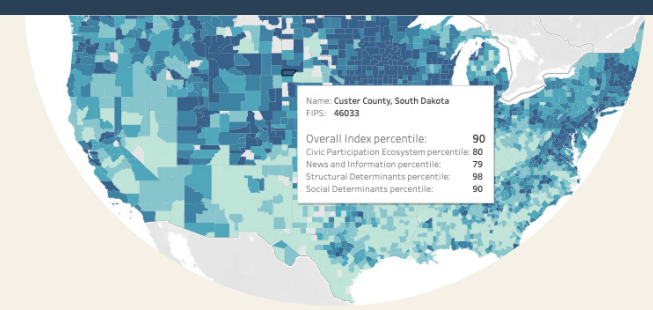 Name: Custer County, South Dakota
FIPS: 46033
Overall Index percentile: 90
Civic Participation Ecosystem percentile: 80
News and Information percentile: 79
Structural Determinants percentile: 98
Social Determinants percentile: 90